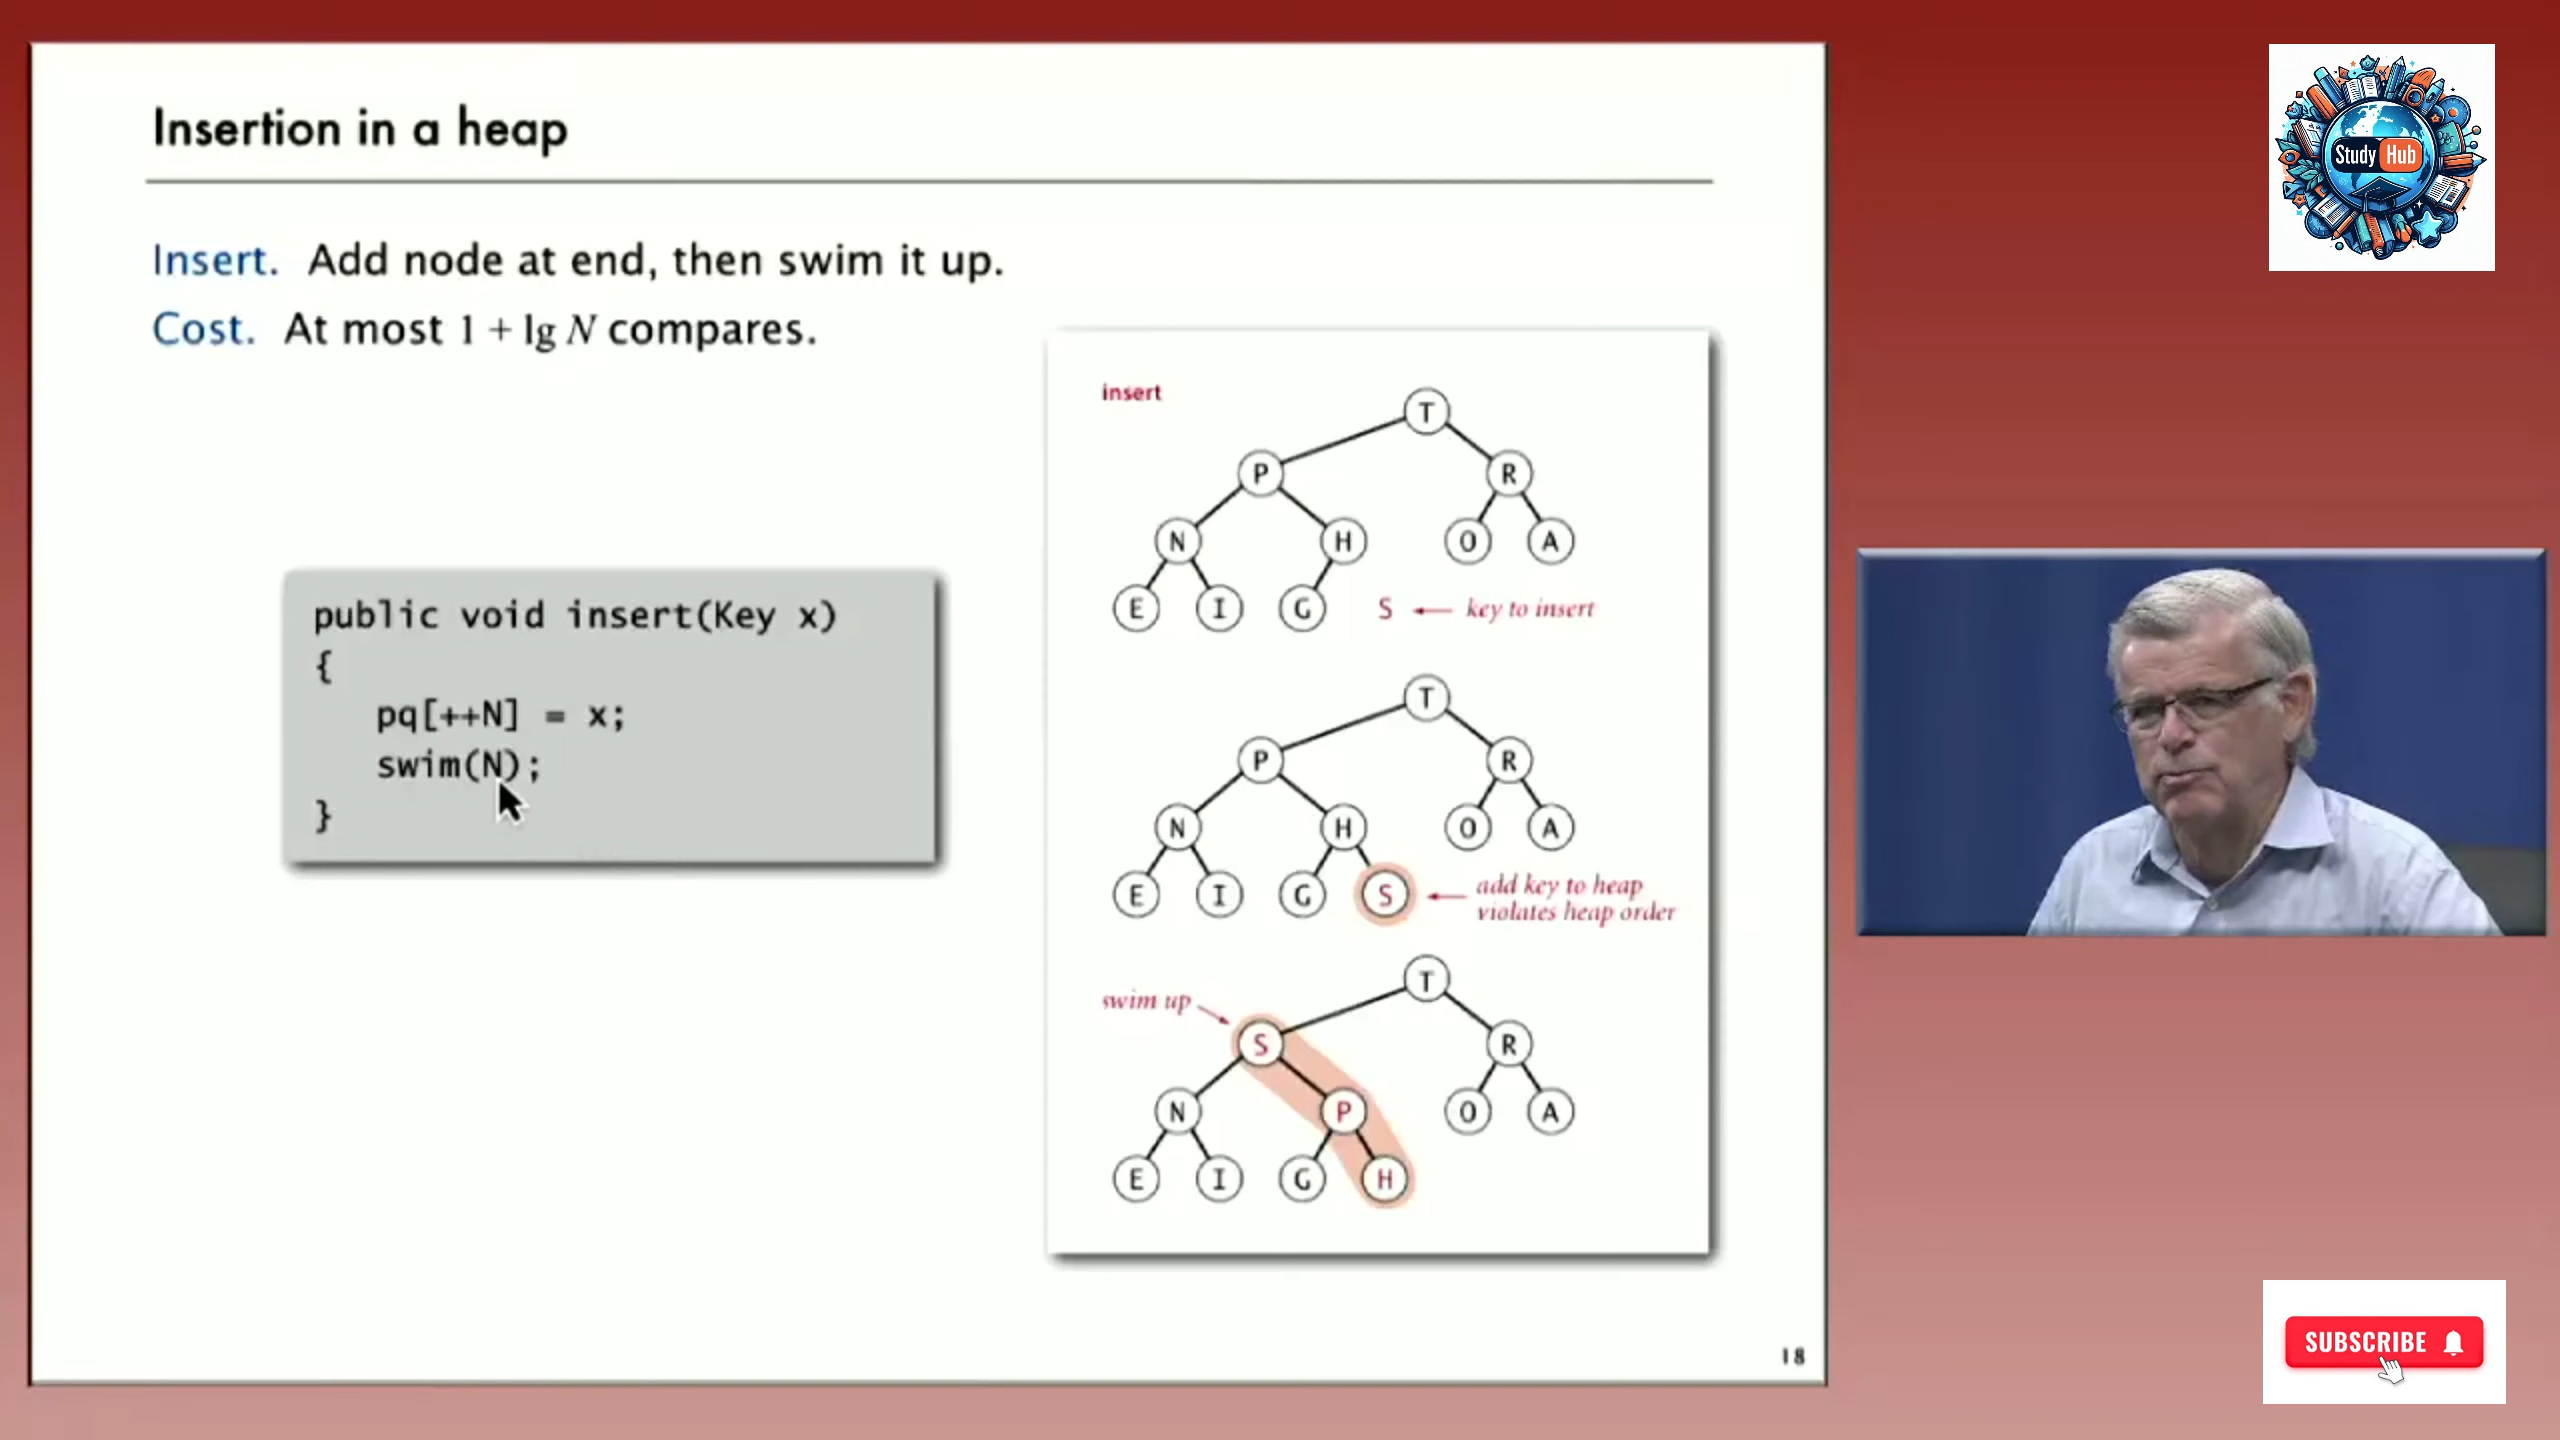 Insertion in a heap
Insert. Add node at end, then swim it up.
Cost. At most 1 + lg N compares.
public void insert(Key x)
{
pq[++N] = x;
swim(N);
}
insert
T
P R
N H O A
E I G S ← key to insert
T
P R
N H O A
E I G S ← add key to heap
violates heap order
swim up
T
S R
N P O A
E I G H
18
Study Hub
SUBSCRIBE